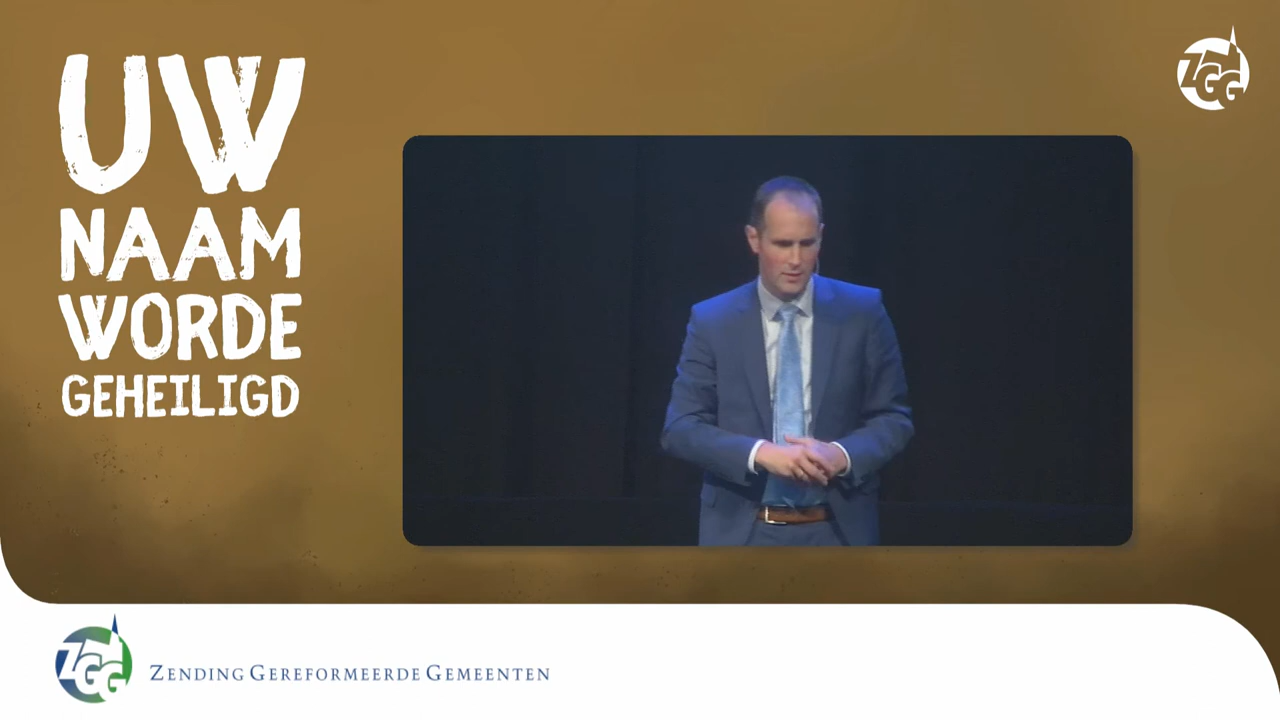 UW
NAAM
WORDE
GEHEILIGD
ZGG
ZGG
ZENDING GEREFORMEERDE GEMEENTEN